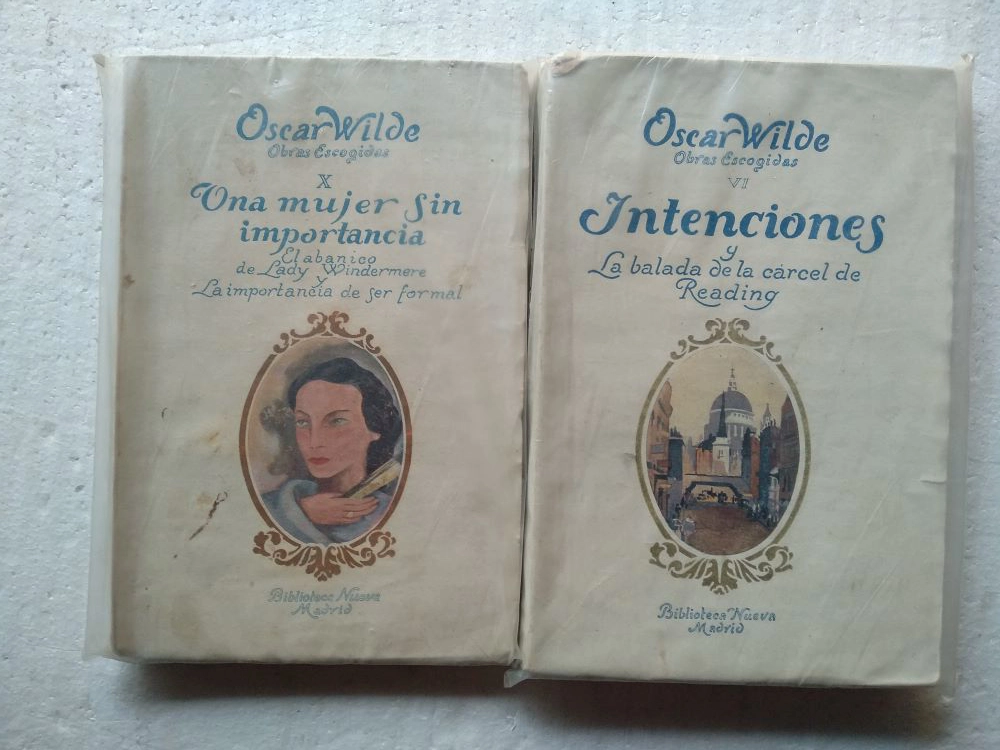 Oscar Wilde
Obras Escogidas
X
Una mujer sin
importancia
El abanico
de Lady Windermere
y
La importancia de ser formal
Biblioteca Nueva
Madrid
Oscar Wilde
Obras Escogidas
VI
Intenciones
y
La balada de la cárcel de
Reading
Biblioteca Nueva
Madrid